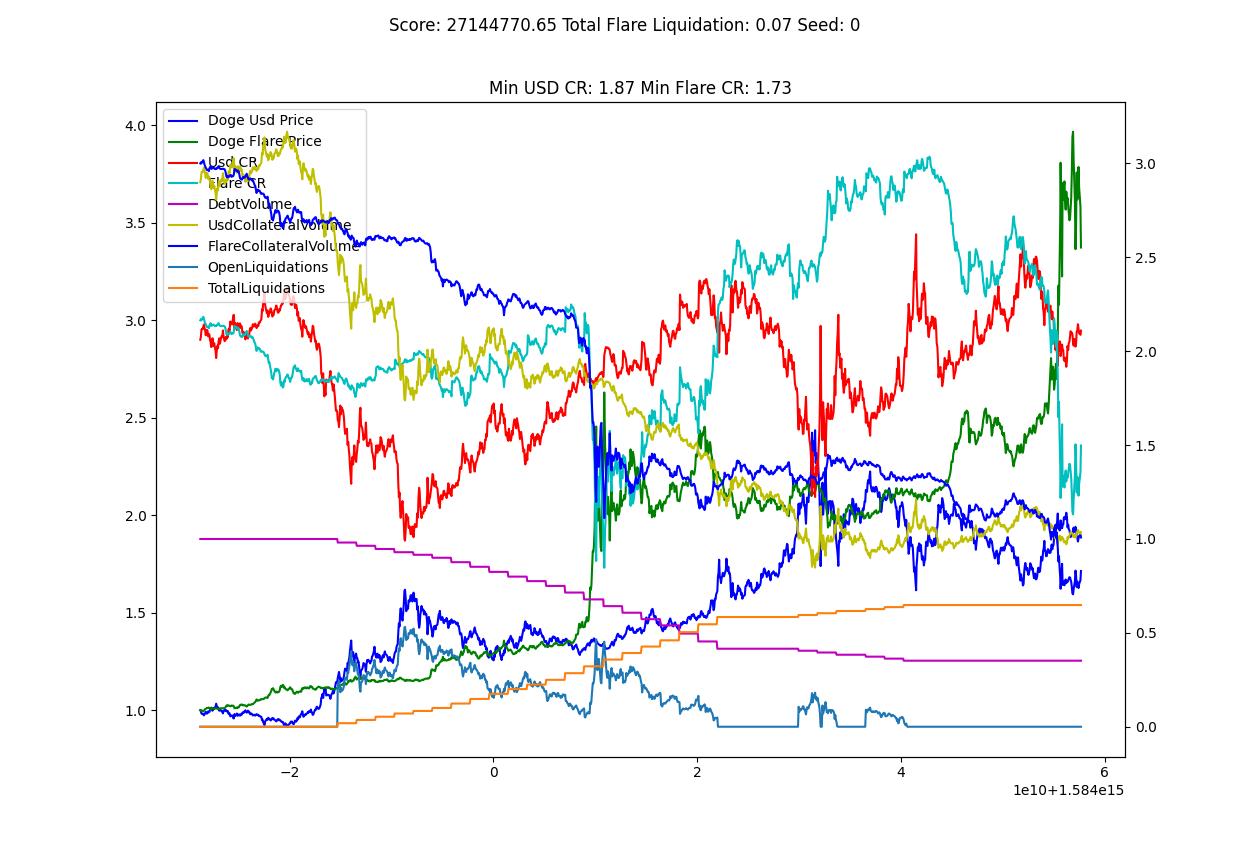 Score: 27144770.65 Total Flare Liquidation: 0.07 Seed: 0
Min USD CR: 1.87 Min Flare CR: 1.73
Doge Usd Price
Doge Flare Price
Usd CR
Flare CR
DebtVolume
UsdCollateralVolume
FlareCollateralVolume
OpenLiquidations
TotalLiquidations
4.0
3.5
3.0
2.5
2.0
1.5
1.0
3.0
2.5
2.0
1.5
1.0
0.5
0.0
−2 0 2 4 6
1e10+1.584e15